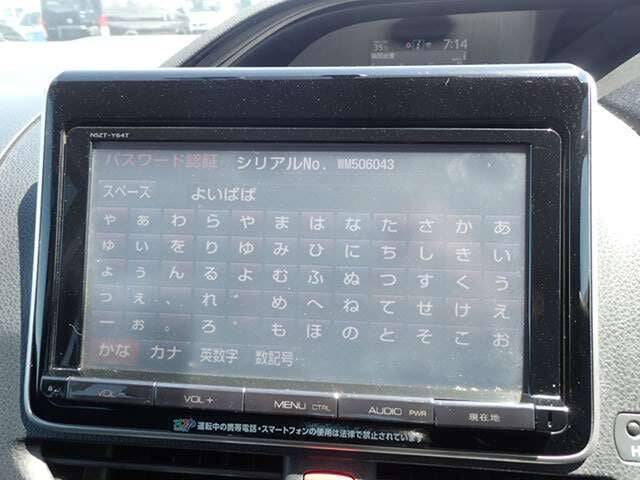 35
7:14
NSZT-Y64T
パスワード認証 シリアルNo. WM506043
スペース よいぱぱ
ゃ ぁ わ ら や ま は な た さ か あ
ゅ ぃ を り ゆ み ひ に ち し き い
ょ ぅ ん る よ む ふ ぬ つ す く う
っ ぇ 、 れ ゛ め へ ね て せ け え
ー ぉ 。 ろ ゜ も ほ の と そ こ お
かな カナ 英数字 数記号
VOL- VOL+ MENU CTRL AUDIO PWR 現在地
運転中の携帯電話・スマートフォンの使用は法律で禁止されています